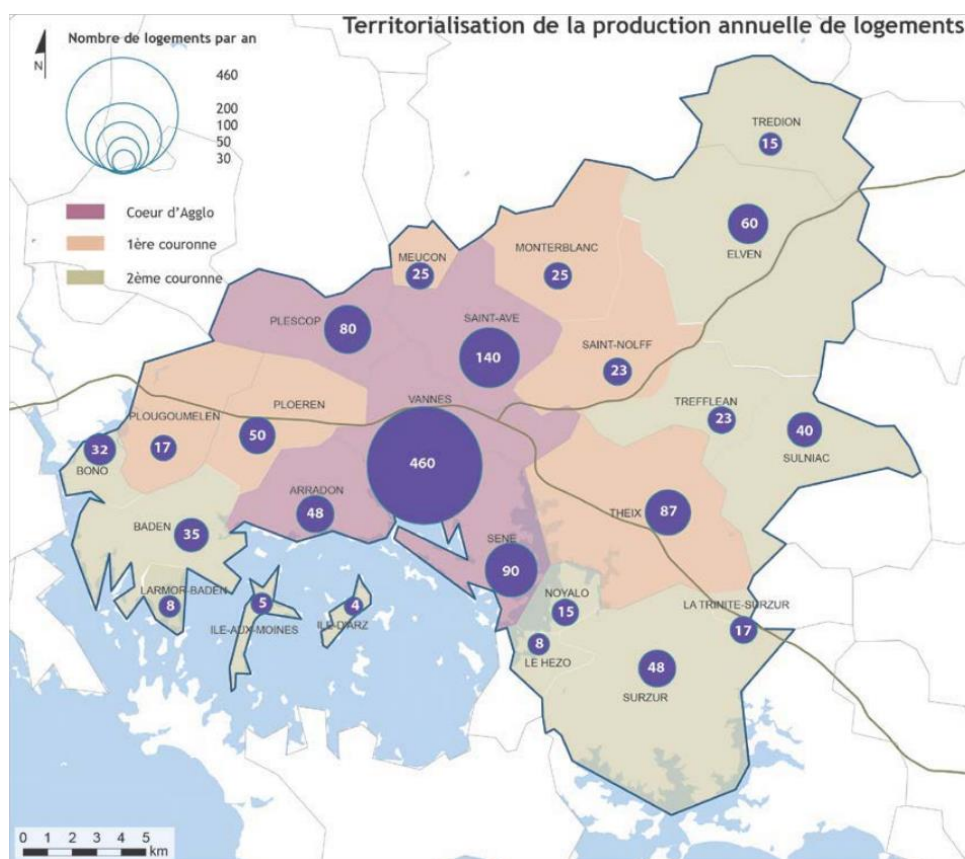 Territorialisation de la production annuelle de logements
Nombre de logements par an
N
460
200
100
50
30
Coeur d'Agglo
1ère couronne
2ème couronne
TREDION
15
60
ELVEN
MEUCON
25
MONTERBLANC
25
PLESCOP
80
SAINT-AVE
140
SAINT-NOLFF
23
TREFFLEAN
23
40
SULNIAC
PLOUGOUMELEN
17
PLOEREN
50
VANNES
460
32
BONO
ARRADON
48
THEIX
87
BADEN
35
SENE
90
LARMOR-BADEN
8
5
ILE-AUX-MOINES
4
ILE-D'ARZ
NOYALO
15
LA TRINITE-SURZUR
17
8
LE HEZO
48
SURZUR
0 1 2 3 4 5
km